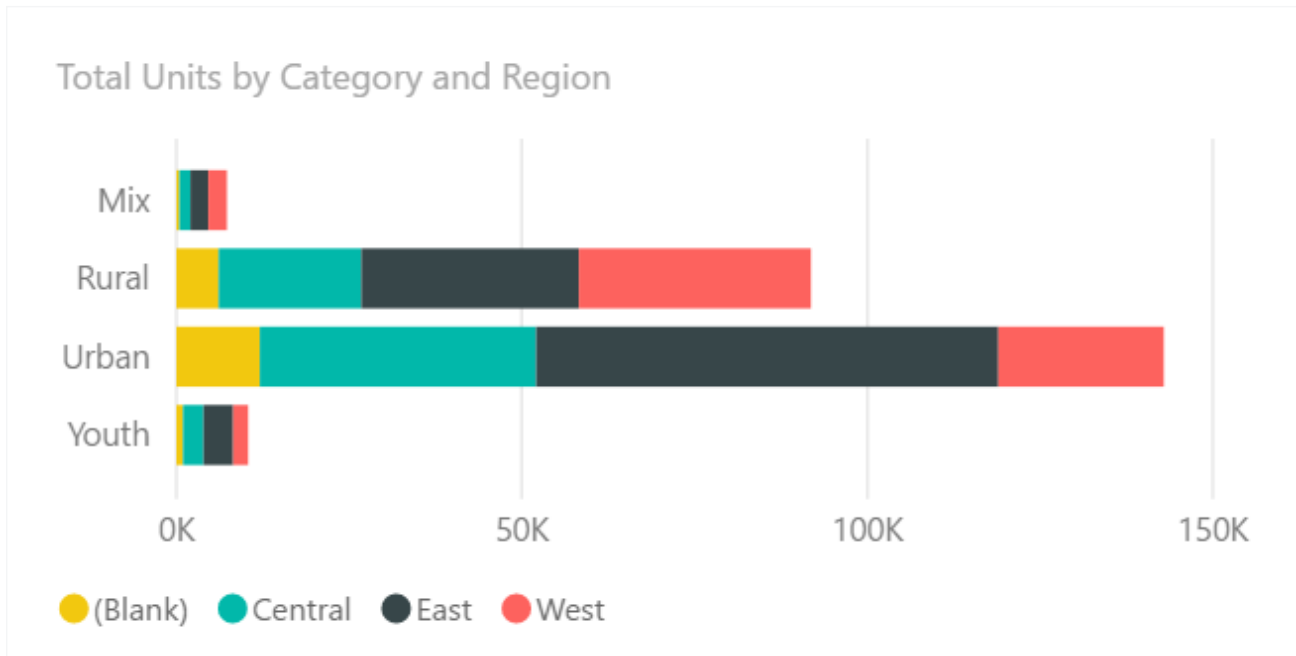 Total Units by Category and Region
Mix
Rural
Urban
Youth
0K 50K 100K 150K
(Blank) Central East West